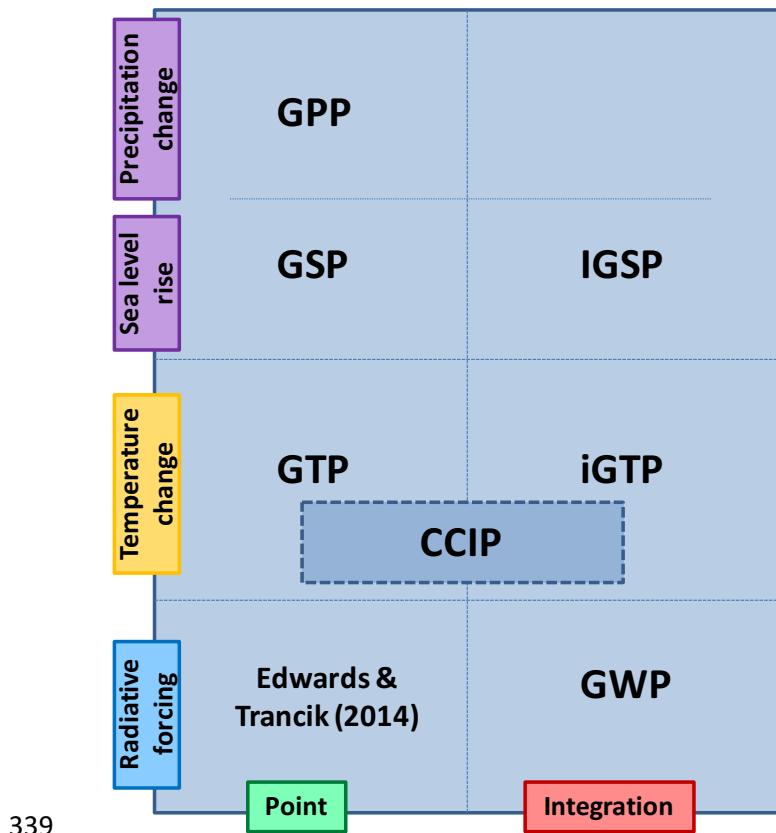 Precipitation
change
GPP
Sea level
rise
GSP
IGSP
Temperature
change
GTP
iGTP
CCIP
Radiative
forcing
Edwards &
Trancik (2014)
GWP
Point
Integration
339